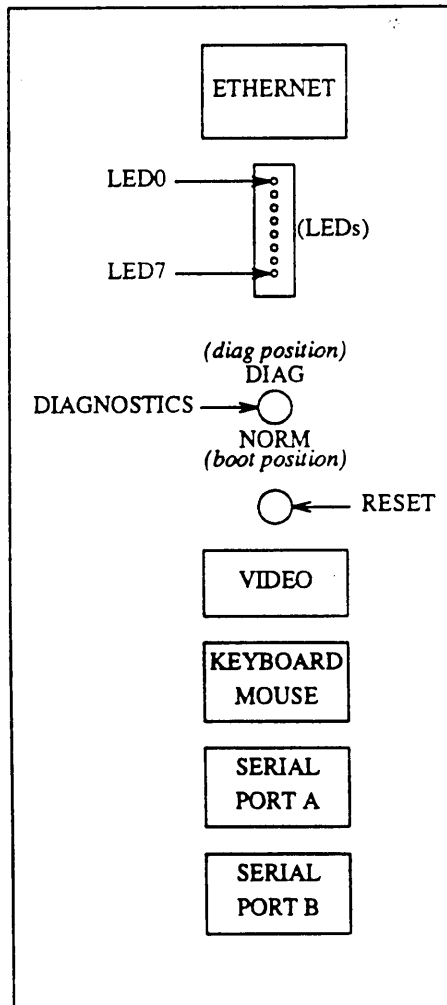 ETHERNET
LED0
(LEDs)
LED7
(diag position)
DIAG
DIAGNOSTICS
NORM
(boot position)
RESET
VIDEO
KEYBOARD
MOUSE
SERIAL
PORT A
SERIAL
PORT B